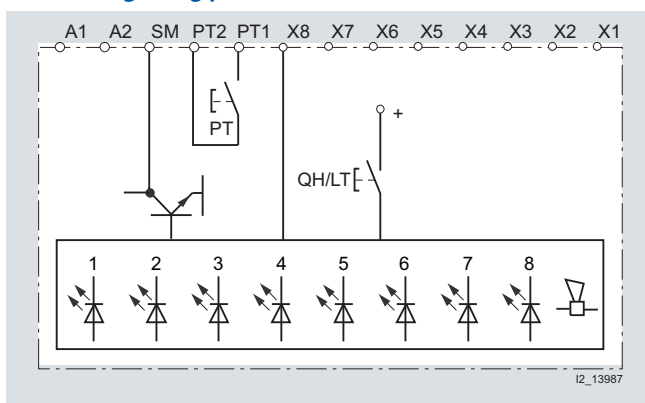 A1 A2 SM PT2 PT1 X8 X7 X6 X5 X4 X3 X2 X1
+
PT
QH/LT
1 2 3 4 5 6 7 8
I2_13987